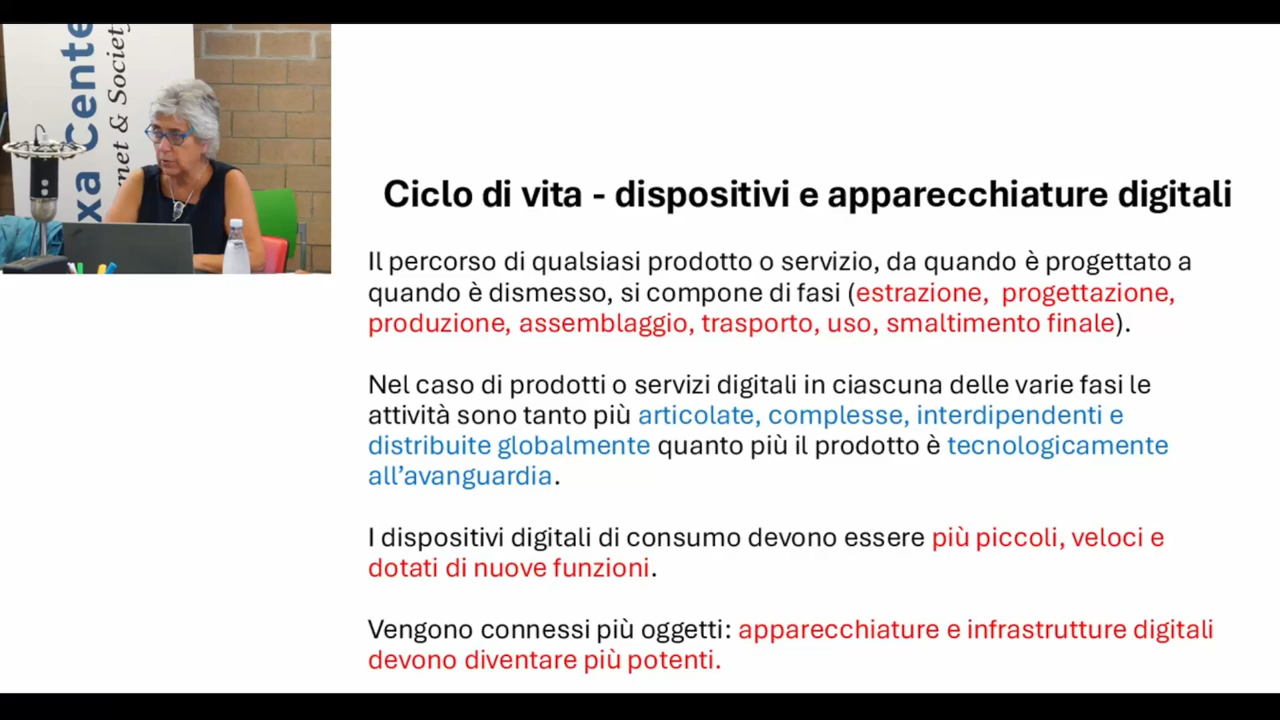 xa Cente
net & Society
Ciclo di vita - dispositivi e apparecchiature digitali
Il percorso di qualsiasi prodotto o servizio, da quando è progettato a
quando è dismesso, si compone di fasi (estrazione,  progettazione,
produzione, assemblaggio, trasporto, uso, smaltimento finale).
Nel caso di prodotti o servizi digitali in ciascuna delle varie fasi le
attività sono tanto più articolate, complesse, interdipendenti e
distribuite globalmente quanto più il prodotto è tecnologicamente
all’avanguardia.
I dispositivi digitali di consumo devono essere più piccoli, veloci e
dotati di nuove funzioni.
Vengono connessi più oggetti: apparecchiature e infrastrutture digitali
devono diventare più potenti.